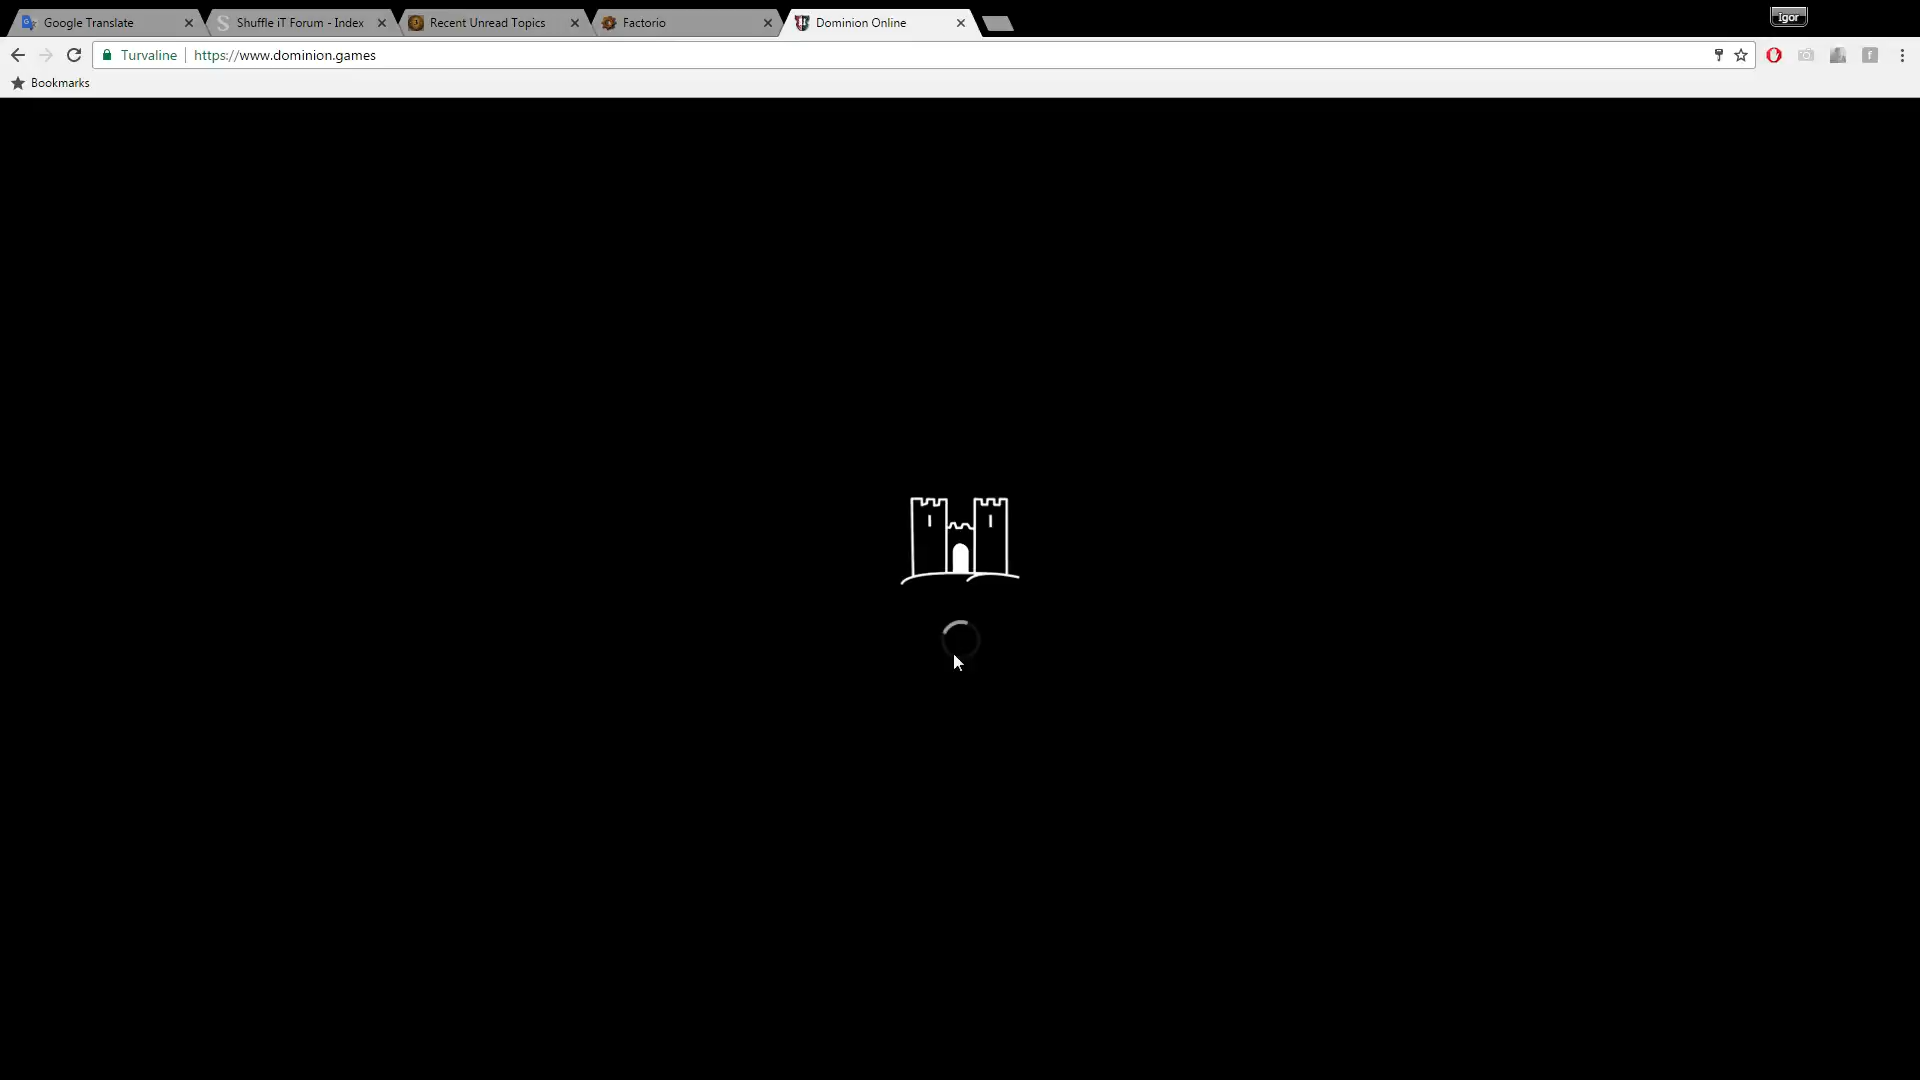 Google Translate
Shuffle iT Forum - Index
Recent Unread Topics
Factorio
Dominion Online
Igor
Turvaline
https://www.dominion.games
Bookmarks